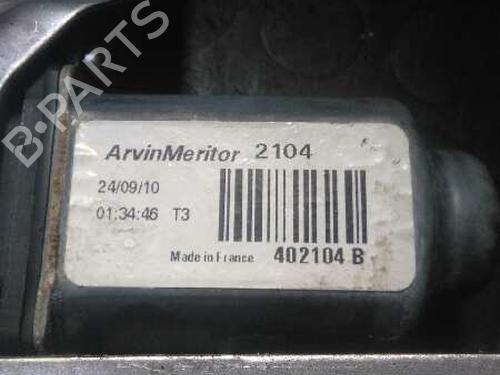 B-PARTS
ArvinMeritor 2104
24/09/10
01:34:46 T3
Made in France 402104 B